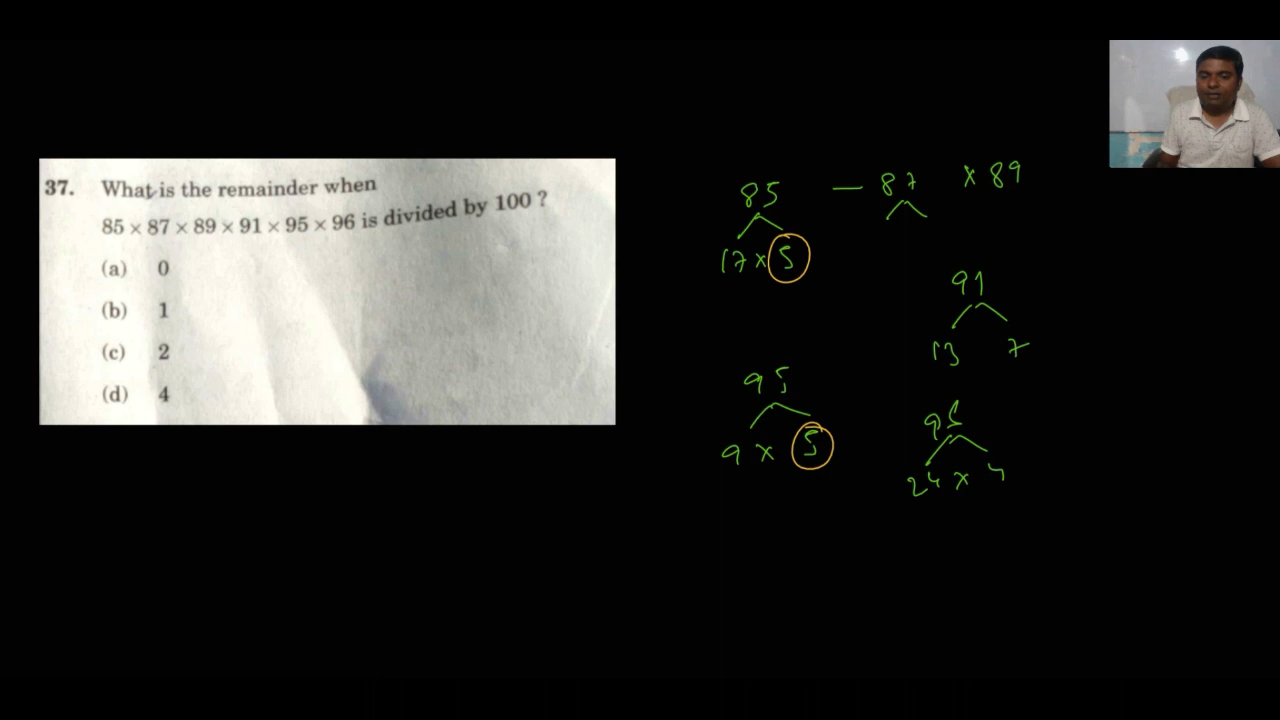 37. What is the remainder when
85 × 87 × 89 × 91 × 95 × 96 is divided by 100 ?
(a) 0
(b) 1
(c) 2
(d) 4
85 — 87 × 89
17 × 5
91
13 7
95
9 × 5
96
24 × 4